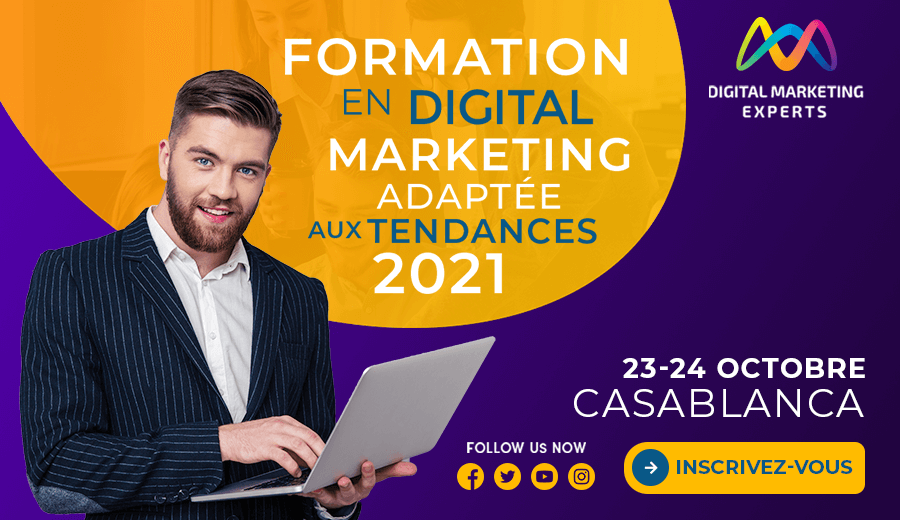 FORMATION
EN DIGITAL
MARKETING
ADAPTÉE
AUX TENDANCES
2021
DIGITAL MARKETING
EXPERTS
23-24 OCTOBRE
CASABLANCA
FOLLOW US NOW
INSCRIVEZ-VOUS